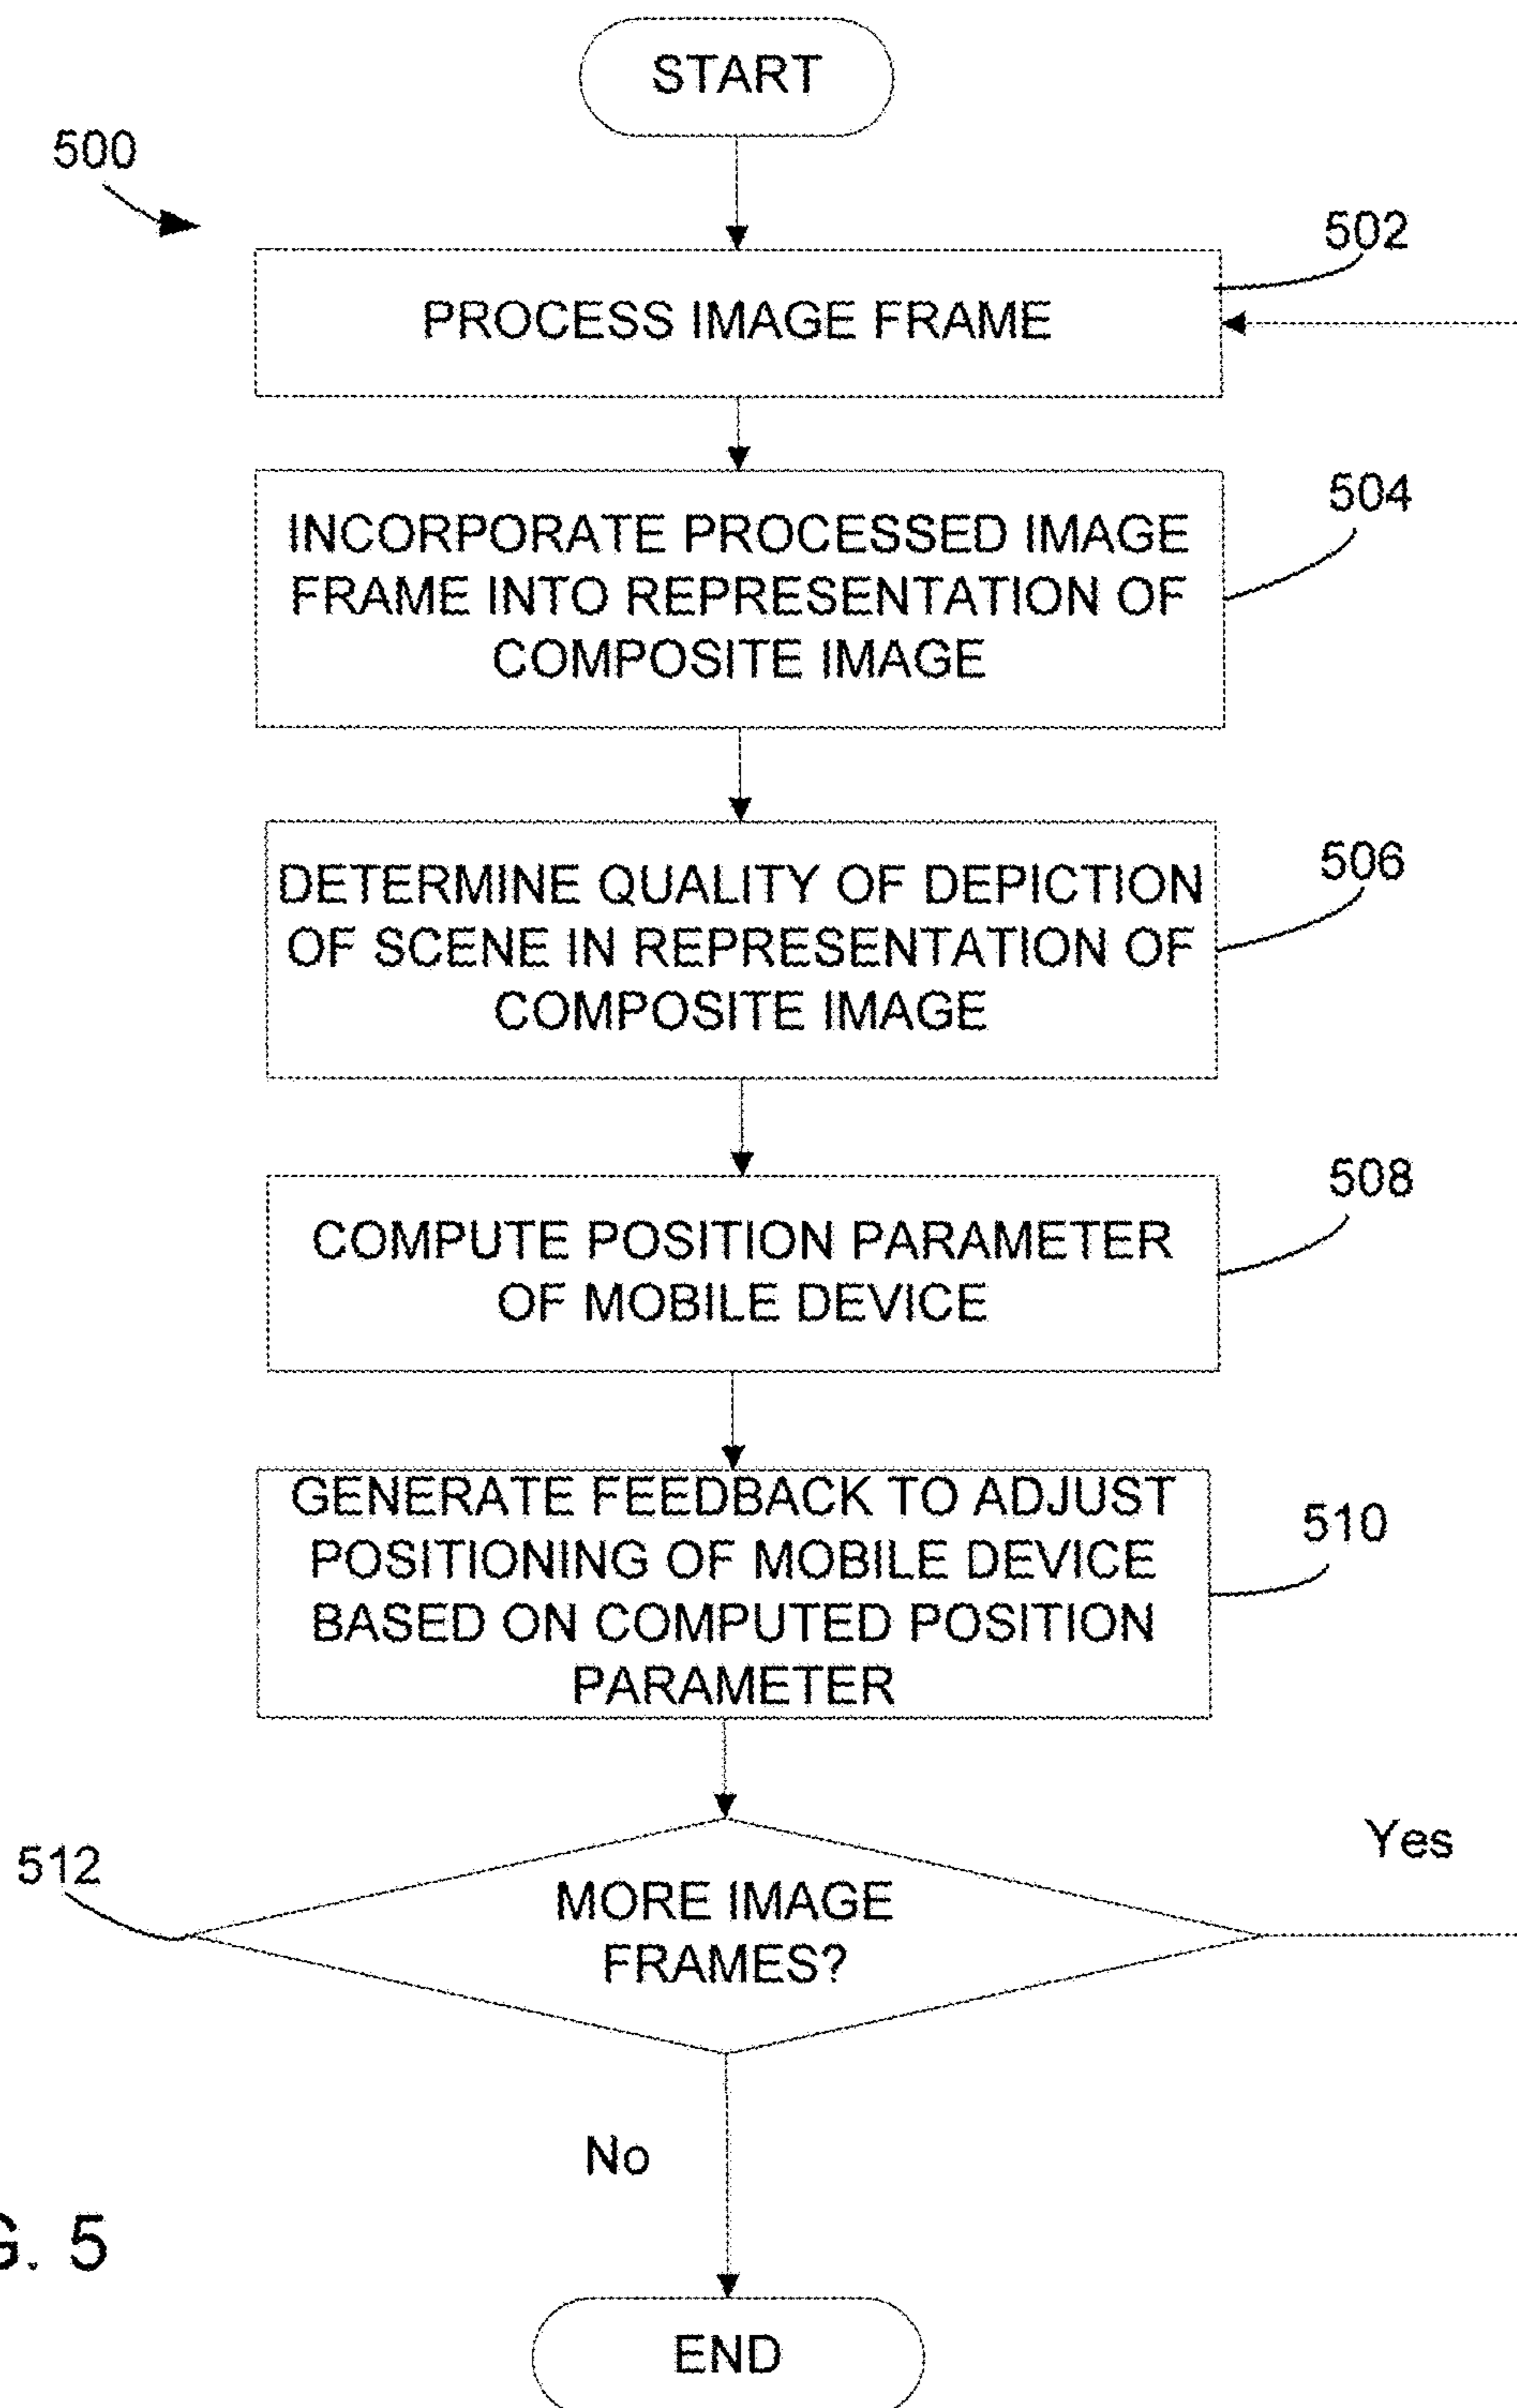 START
500
502
PROCESS IMAGE FRAME
504
INCORPORATE PROCESSED IMAGE
FRAME INTO REPRESENTATION OF
COMPOSITE IMAGE
506
DETERMINE QUALITY OF DEPICTION
OF SCENE IN REPRESENTATION OF
COMPOSITE IMAGE
508
COMPUTE POSITION PARAMETER
OF MOBILE DEVICE
510
GENERATE FEEDBACK TO ADJUST
POSITIONING OF MOBILE DEVICE
BASED ON COMPUTED POSITION
PARAMETER
512
Yes
MORE IMAGE
FRAMES?
No
G. 5
END